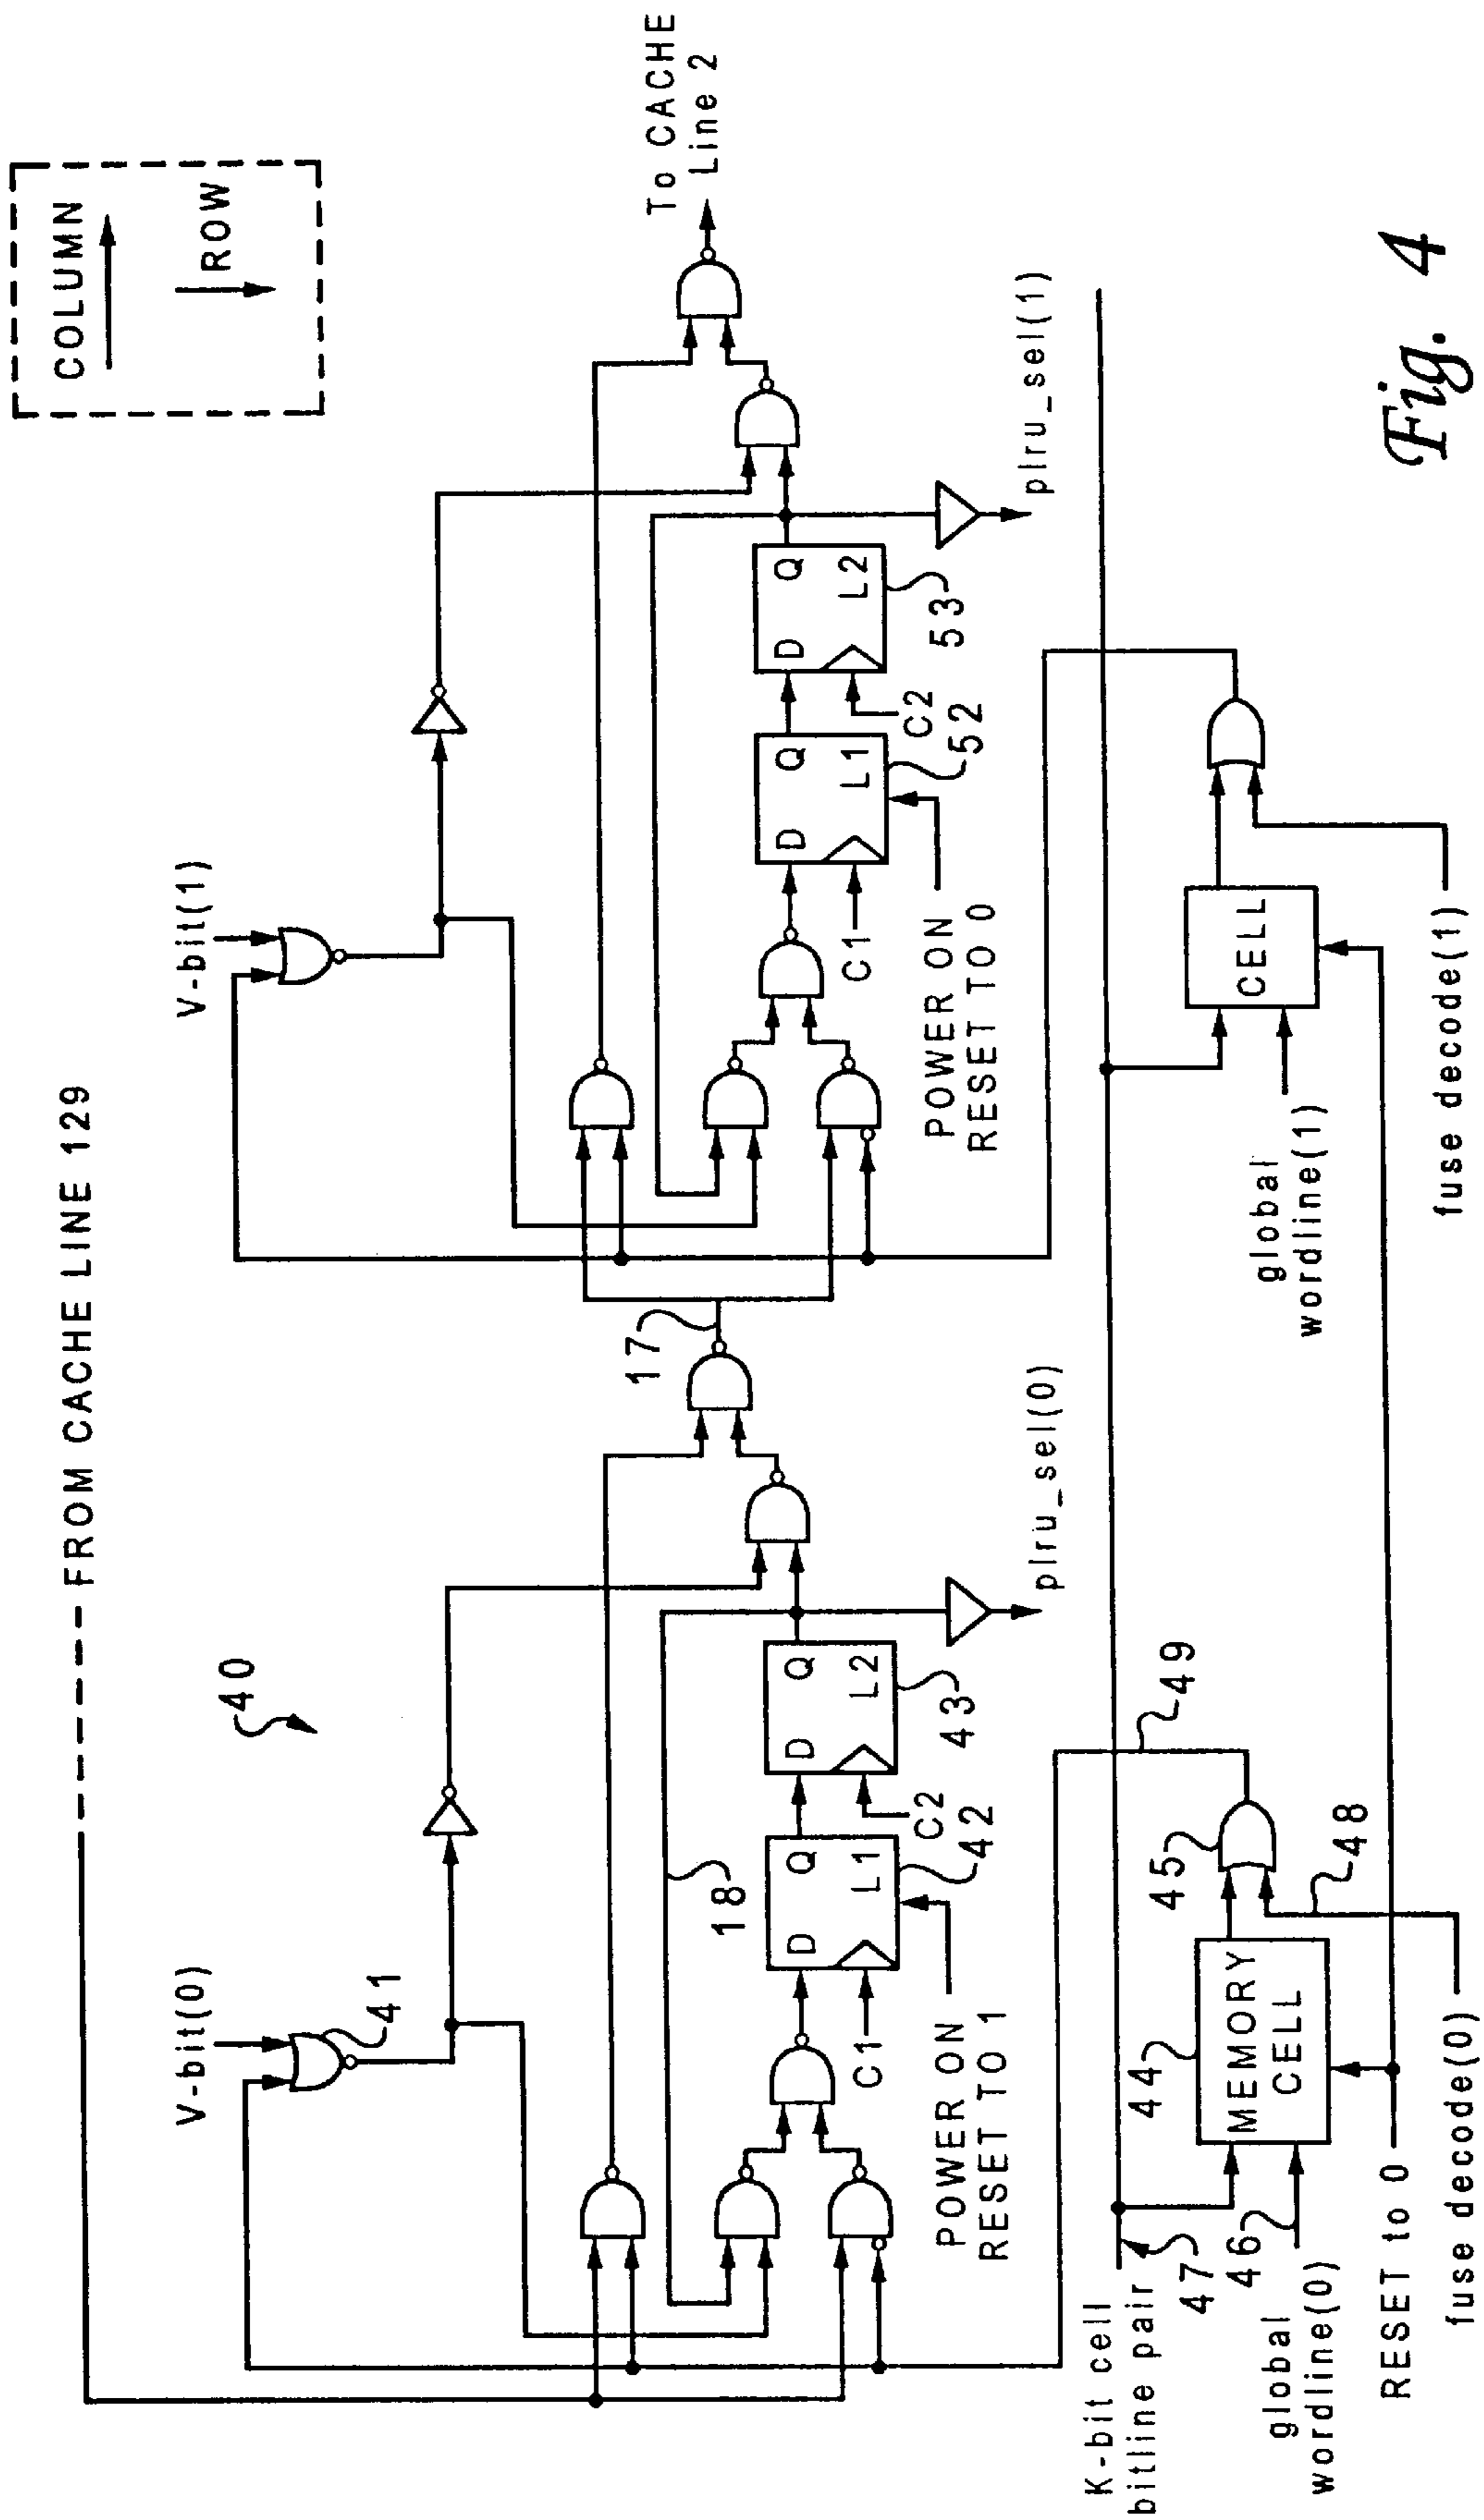 COLUMN
ROW
FROM CACHE LINE 129
To CACHE
Line 2
40
V-bit(0)
41
V-bit(1)
17
18
D
Q
L1
D
Q
L2
C1
C2
42
43
POWER ON
RESET TO 1
plru_sel(0)
D
Q
L1
D
Q
L2
C1
C2
52
53
POWER ON
RESET TO 0
plru_sel(1)
K-bit cell
bitline pair
47
46
global
wordline(0)
44
MEMORY
CELL
45
48
49
RESET to 0
fuse decode(0)
global
wordline(1)
CELL
fuse decode(1)
Fig. 4